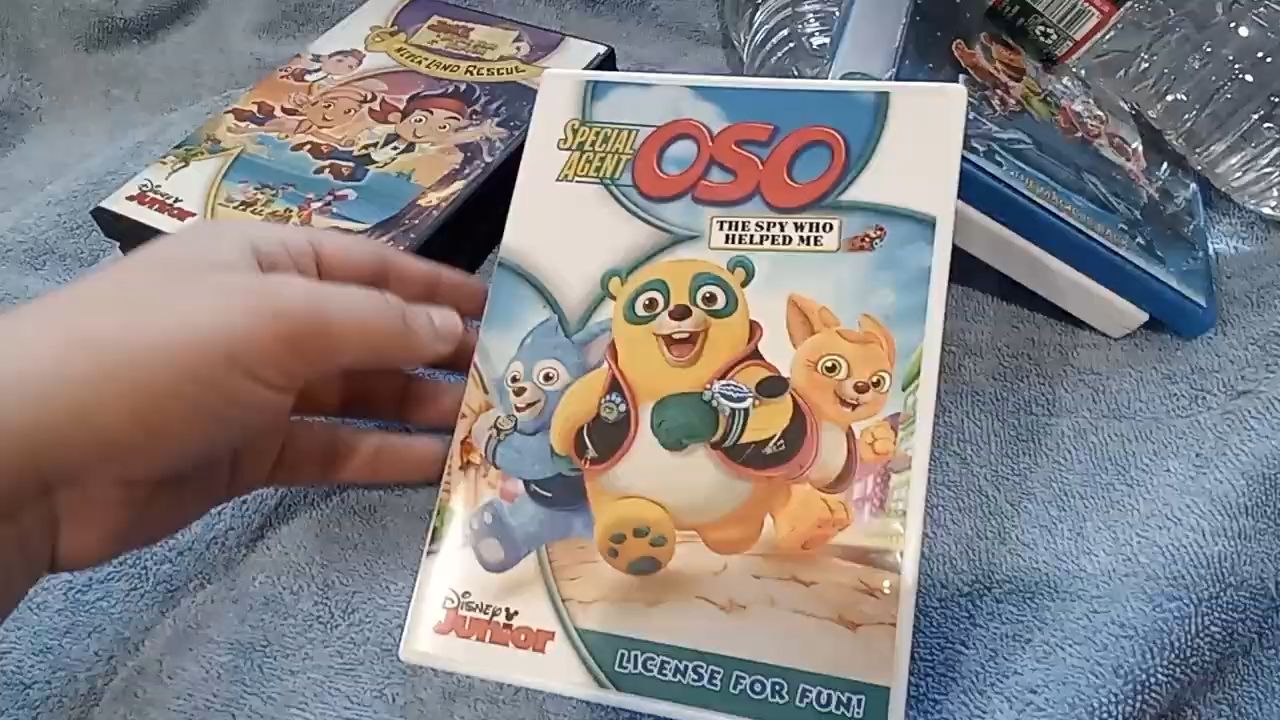 NEVER LAND RESCUE
Disney
Junior
SPECIAL
AGENT
OSO
THE SPY WHO
HELPED ME
Disney
Junior
LICENSE FOR FUN!